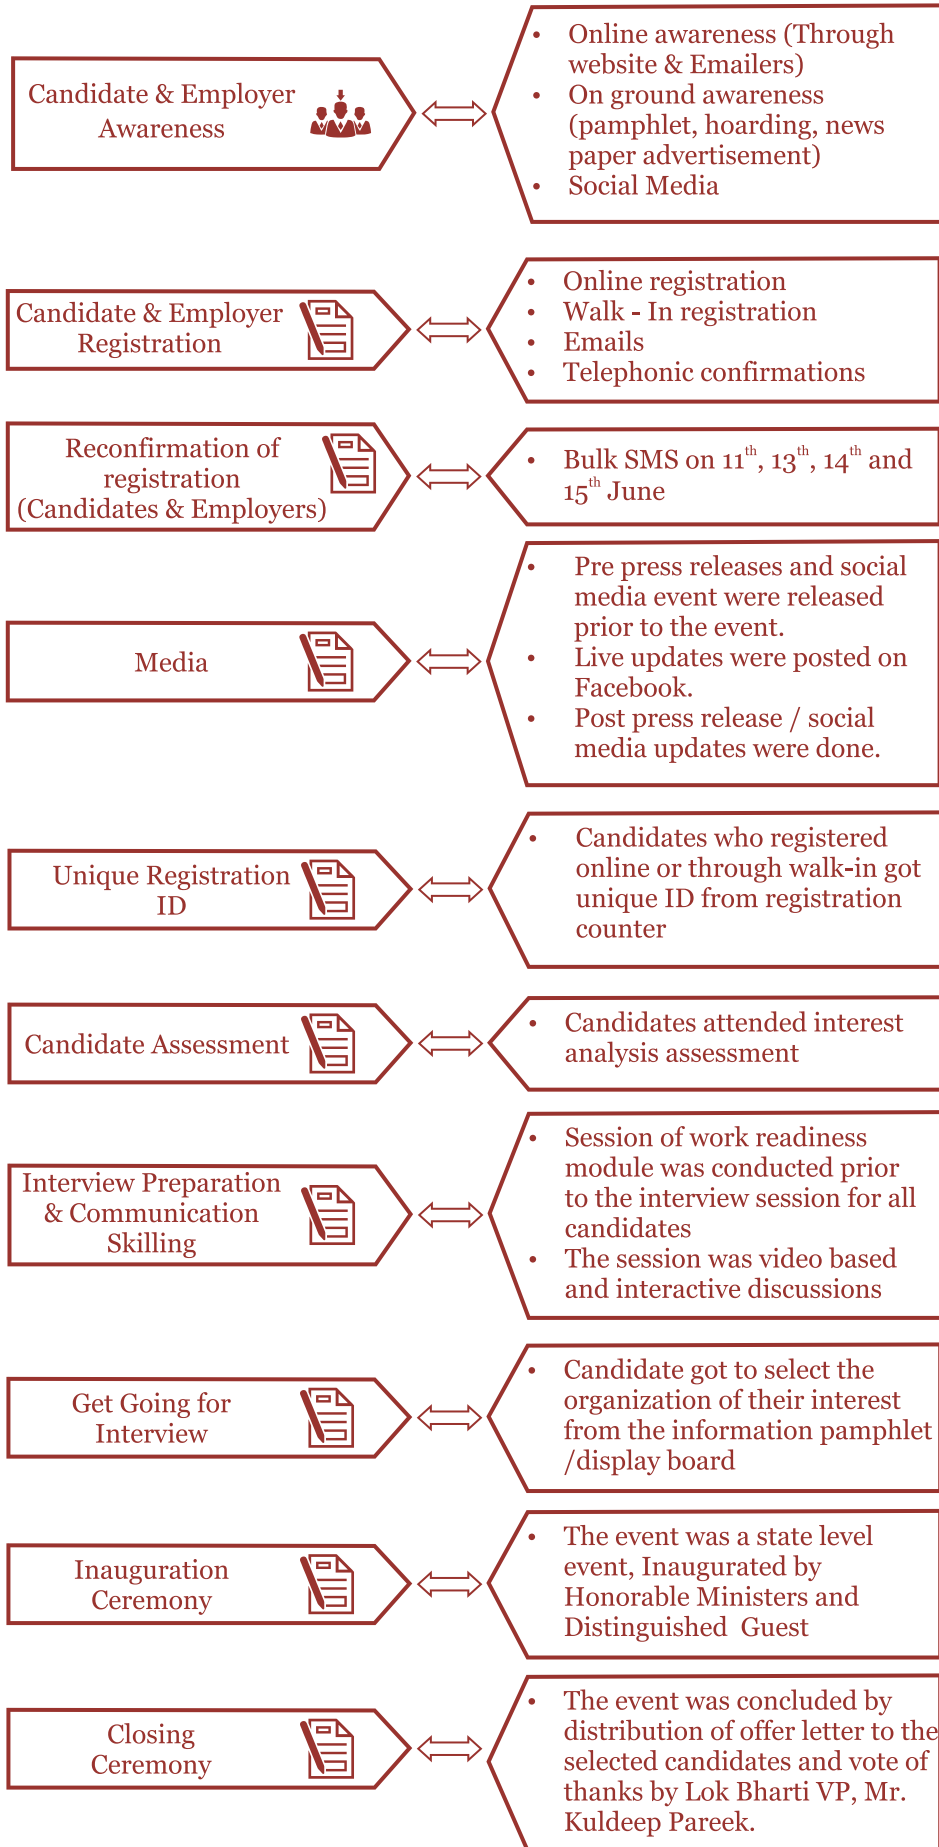 Candidate & Employer
Awareness
• Online awareness (Through
website & Emailers)
• On ground awareness
(pamphlet, hoarding, news
paper advertisement)
• Social Media
Candidate & Employer
Registration
• Online registration
• Walk - In registration
• Emails
• Telephonic confirmations
Reconfirmation of
registration
(Candidates & Employers)
• Bulk SMS on 11th, 13th, 14th and
15th June
Media
• Pre press releases and social
media event were released
prior to the event.
• Live updates were posted on
Facebook.
• Post press release / social
media updates were done.
Unique Registration
ID
• Candidates who registered
online or through walk-in got
unique ID from registration
counter
Candidate Assessment
• Candidates attended interest
analysis assessment
Interview Preparation
& Communication
Skilling
• Session of work readiness
module was conducted prior
to the interview session for all
candidates
• The session was video based
and interactive discussions
Get Going for
Interview
• Candidate got to select the
organization of their interest
from the information pamphlet
/display board
Inauguration
Ceremony
• The event was a state level
event, Inaugurated by
Honorable Ministers and
Distinguished  Guest
Closing
Ceremony
• The event was concluded by
distribution of offer letter to the
selected candidates and vote of
thanks by Lok Bharti VP, Mr.
Kuldeep Pareek.